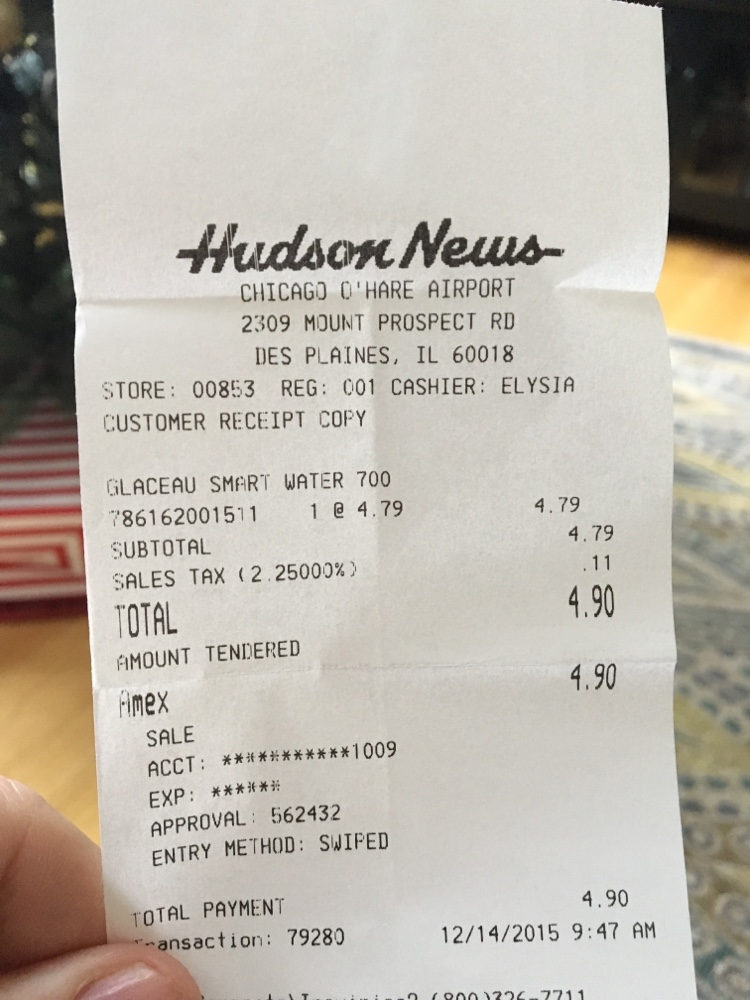 Hudson News
CHICAGO O'HARE AIRPORT
2309 MOUNT PROSPECT RD
DES PLAINES, IL 60018
STORE: 00853 REG: 001 CASHIER: ELYSIA
CUSTOMER RECEIPT COPY
GLACEAU SMART WATER 700
786162001511 1 @ 4.79 4.79
SUBTOTAL 4.79
SALES TAX (2.25000%) .11
TOTAL 4.90
AMOUNT TENDERED
Amex 4.90
SALE
ACCT: ***********1009
EXP: ******
APPROVAL: 562432
ENTRY METHOD: SWIPED
TOTAL PAYMENT 4.90
Transaction: 79280 12/14/2015 9:47 AM
(800)326-7711